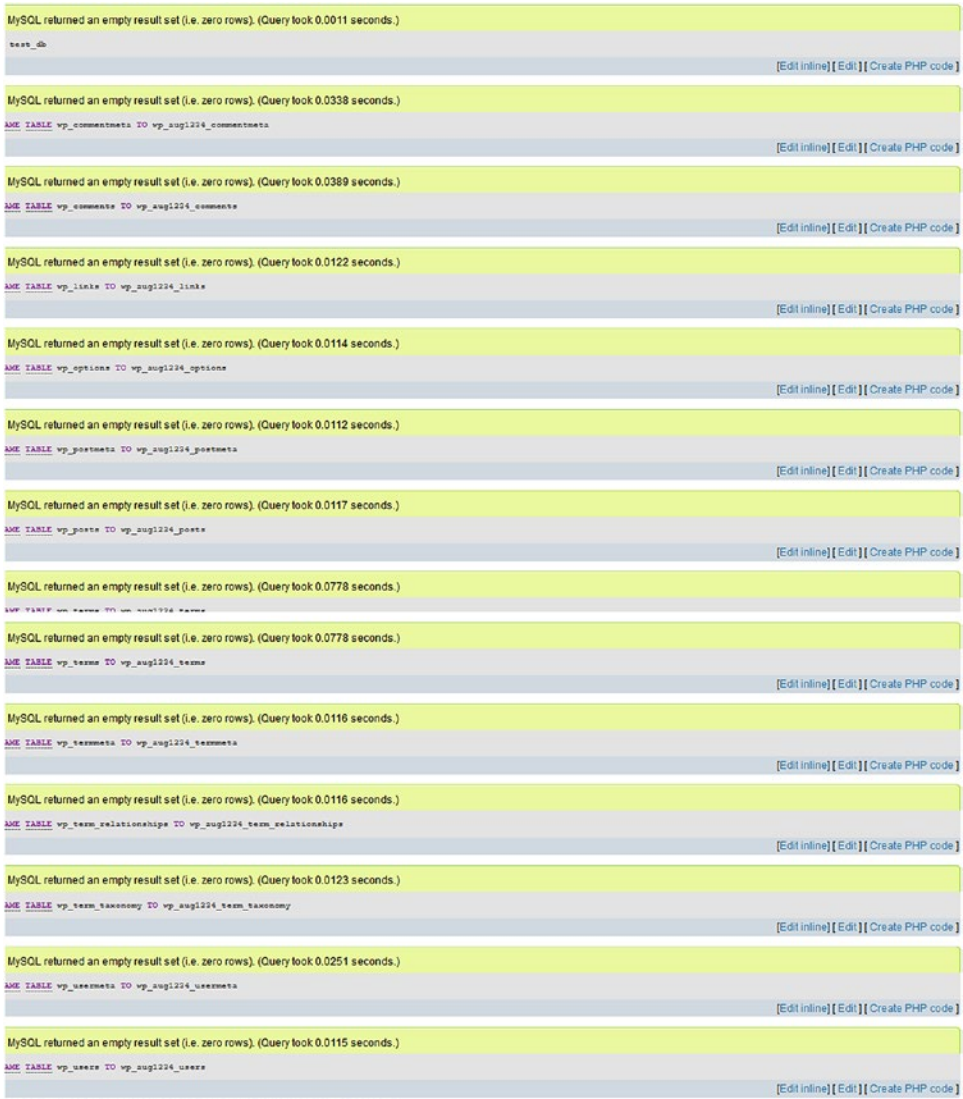 MySQL returned an empty result set (i.e. zero rows). (Query took 0.0011 seconds.)
test_db
[Edit inline] [ Edit ] [ Create PHP code ]
MySQL returned an empty result set (i.e. zero rows). (Query took 0.0338 seconds.)
AME TABLE wp_commentmeta TO wp_aug1234_commentmeta
[Edit inline] [ Edit ] [ Create PHP code ]
MySQL returned an empty result set (i.e. zero rows). (Query took 0.0389 seconds.)
AME TABLE wp_comments TO wp_aug1234_comments
[Edit inline] [ Edit ] [ Create PHP code ]
MySQL returned an empty result set (i.e. zero rows). (Query took 0.0122 seconds.)
AME TABLE wp_links TO wp_aug1234_links
[Edit inline] [ Edit ] [ Create PHP code ]
MySQL returned an empty result set (i.e. zero rows). (Query took 0.0114 seconds.)
AME TABLE wp_options TO wp_aug1234_options
[Edit inline] [ Edit ] [ Create PHP code ]
MySQL returned an empty result set (i.e. zero rows). (Query took 0.0112 seconds.)
AME TABLE wp_postmeta TO wp_aug1234_postmeta
[Edit inline] [ Edit ] [ Create PHP code ]
MySQL returned an empty result set (i.e. zero rows). (Query took 0.0117 seconds.)
AME TABLE wp_posts TO wp_aug1234_posts
[Edit inline] [ Edit ] [ Create PHP code ]
MySQL returned an empty result set (i.e. zero rows). (Query took 0.0778 seconds.)
AME TABLE wp_terms TO wp_aug1234_terms
MySQL returned an empty result set (i.e. zero rows). (Query took 0.0778 seconds.)
AME TABLE wp_terms TO wp_aug1234_terms
[Edit inline] [ Edit ] [ Create PHP code ]
MySQL returned an empty result set (i.e. zero rows). (Query took 0.0116 seconds.)
AME TABLE wp_termmeta TO wp_aug1234_termmeta
[Edit inline] [ Edit ] [ Create PHP code ]
MySQL returned an empty result set (i.e. zero rows). (Query took 0.0116 seconds.)
AME TABLE wp_term_relationships TO wp_aug1234_term_relationships
[Edit inline] [ Edit ] [ Create PHP code ]
MySQL returned an empty result set (i.e. zero rows). (Query took 0.0123 seconds.)
AME TABLE wp_term_taxonomy TO wp_aug1234_term_taxonomy
[Edit inline] [ Edit ] [ Create PHP code ]
MySQL returned an empty result set (i.e. zero rows). (Query took 0.0251 seconds.)
AME TABLE wp_usermeta TO wp_aug1234_usermeta
[Edit inline] [ Edit ] [ Create PHP code ]
MySQL returned an empty result set (i.e. zero rows). (Query took 0.0115 seconds.)
AME TABLE wp_users TO wp_aug1234_users
[Edit inline] [ Edit ] [ Create PHP code ]